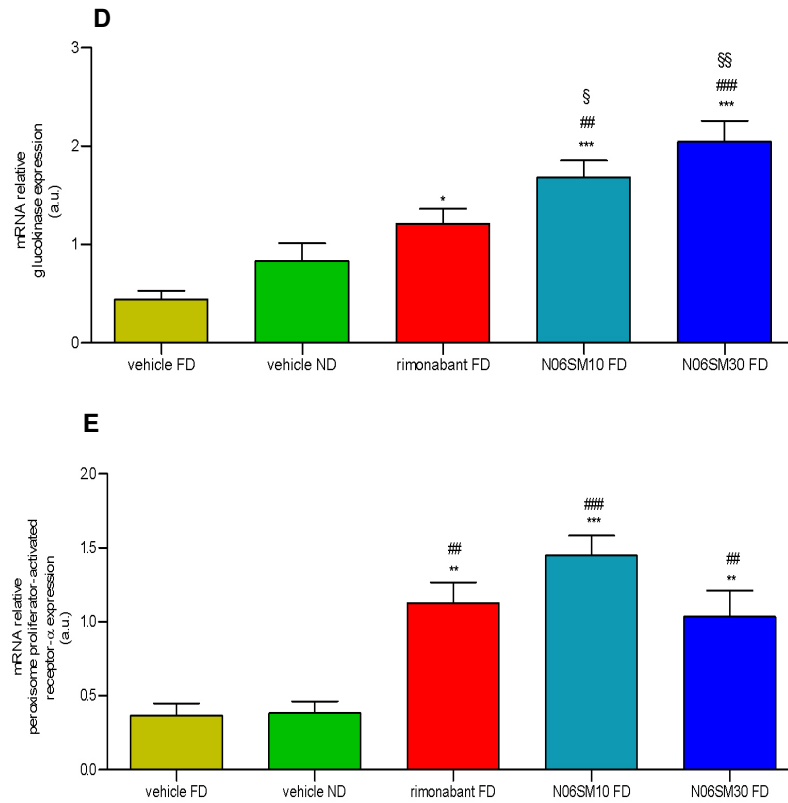 D
mRNA relative
glucokinase expression
(a.u.)
3
2
1
0
*
§
##
***
§§
###
***
vehicle FD
vehicle ND
rimonabant FD
N06SM10 FD
N06SM30 FD
E
mRNA relative
peroxisome proliferator-activated
receptor-α expression
(a.u.)
20
1.5
1.0
0.5
0.0
##
**
###
***
##
**
vehicle FD
vehicle ND
rimonabant FD
N06SM10 FD
N06SM30 FD